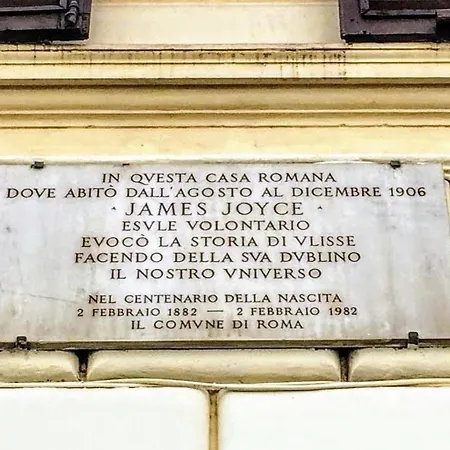 IN QVESTA CASA ROMANA
DOVE ABITÒ DALL'AGOSTO AL DICEMBRE 1906
· JAMES JOYCE ·
ESVLE VOLONTARIO
EVOCÒ LA STORIA DI VLISSE
FACENDO DELLA SVA DVBLINO
IL NOSTRO VNIVERSO
NEL CENTENARIO DELLA NASCITA
2 FEBBRAIO 1882 — 2 FEBBRAIO 1982
IL COMVNE DI ROMA